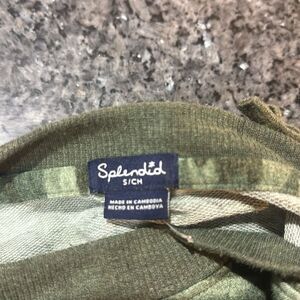 Splendid
S/CH
MADE IN CAMBODIA
HECHO EN CAMBOYA